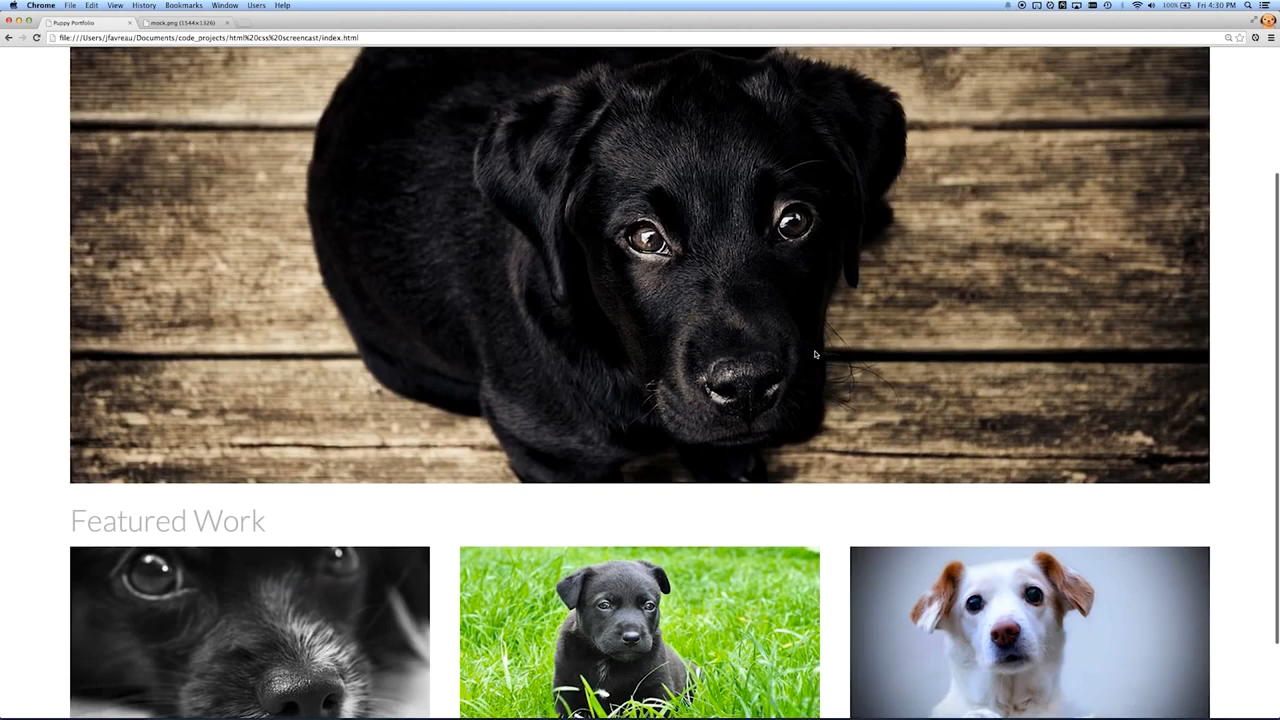 Chrome File Edit View History Bookmarks Window Users Help 100% Fri 4:30 PM
Puppy Portfolio mock.png (1544×1326)
file:///Users/jfavreau/Documents/code_projects/html%20css%20screencast/index.html
Featured Work